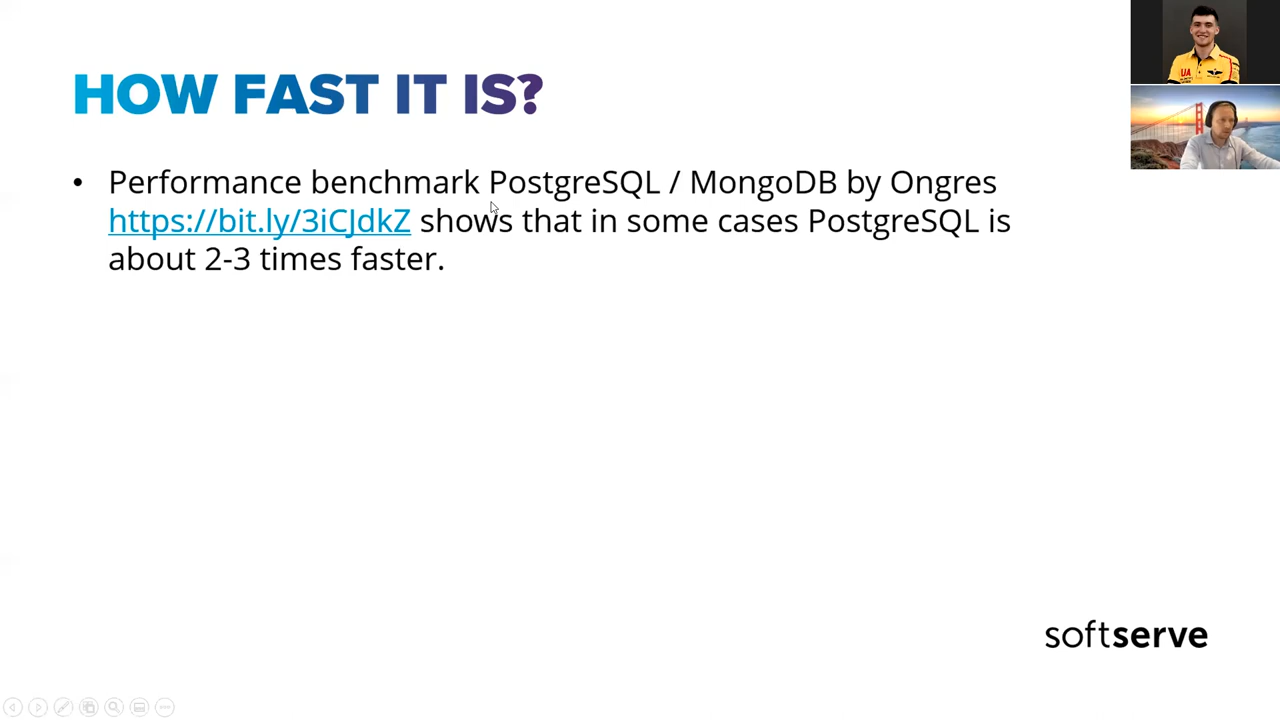 HOW FAST IT IS?
• Performance benchmark PostgreSQL / MongoDB by Ongres
https://bit.ly/3iCJdkZ shows that in some cases PostgreSQL is
about 2-3 times faster.
UA
softserve